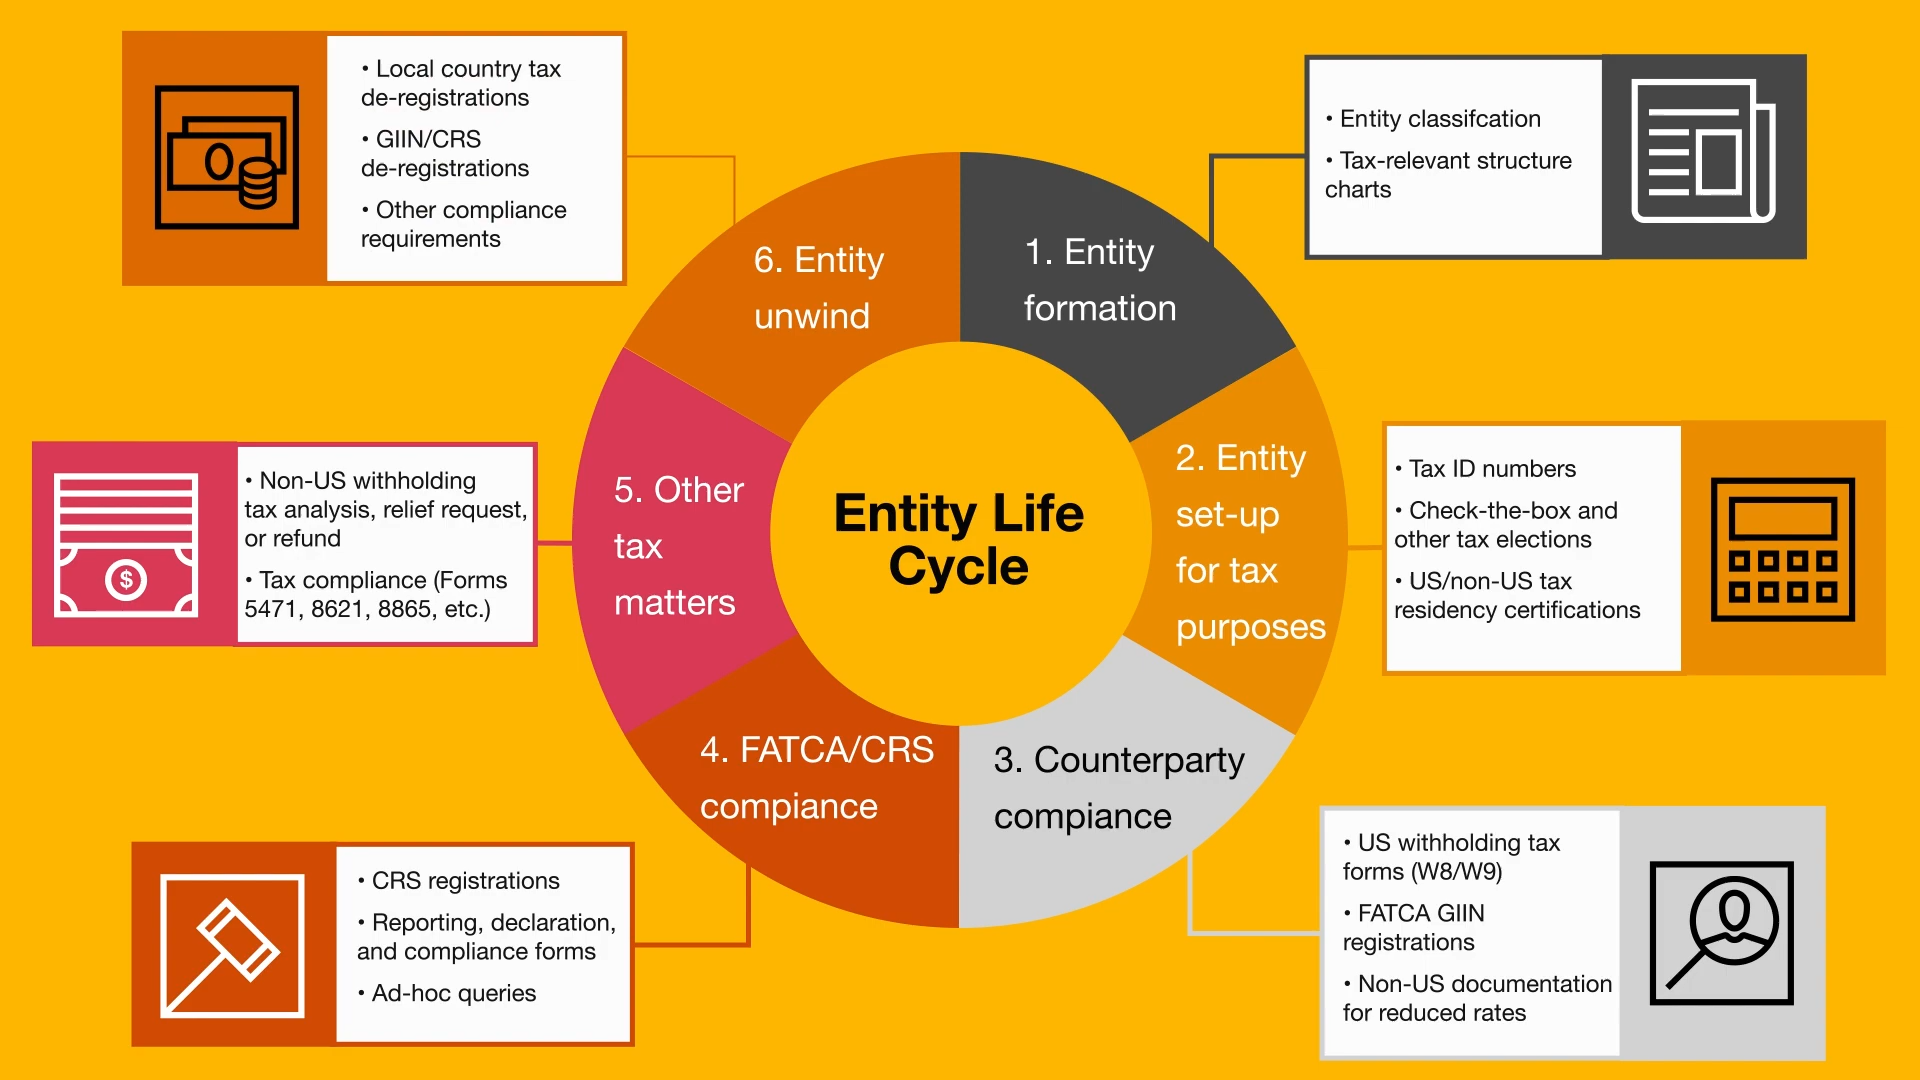 Entity Life
Cycle
1. Entity
formation
• Entity classifcation
• Tax-relevant structure
charts
2. Entity
set-up
for tax
purposes
• Tax ID numbers
• Check-the-box and
other tax elections
• US/non-US tax
residency certifications
3. Counterparty
compiance
• US withholding tax
forms (W8/W9)
• FATCA GIIN
registrations
• Non-US documentation
for reduced rates
4. FATCA/CRS
compiance
• CRS registrations
• Reporting, declaration,
and compliance forms
• Ad-hoc queries
5. Other
tax
matters
• Non-US withholding
tax analysis, relief request,
or refund
• Tax compliance (Forms
5471, 8621, 8865, etc.)
$
6. Entity
unwind
• Local country tax
de-registrations
• GIIN/CRS
de-registrations
• Other compliance
requirements